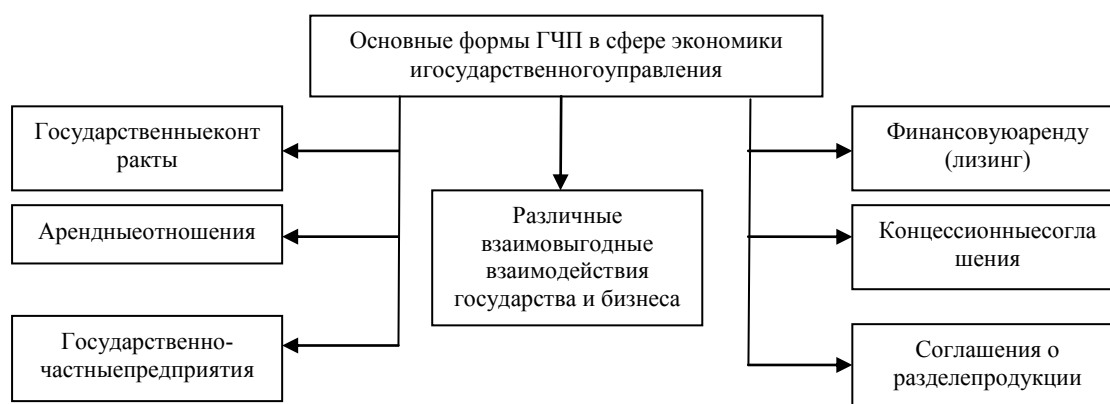 Основные формы ГЧП в сфере экономики
игосударственногоуправления
Государственныеконт
ракты
Арендныеотношения
Государственно-
частныепредприятия
Различные
взаимовыгодные
взаимодействия
государства и бизнеса
Финансовуюаренду
(лизинг)
Концессионныесогла
шения
Соглашения о
разделепродукции